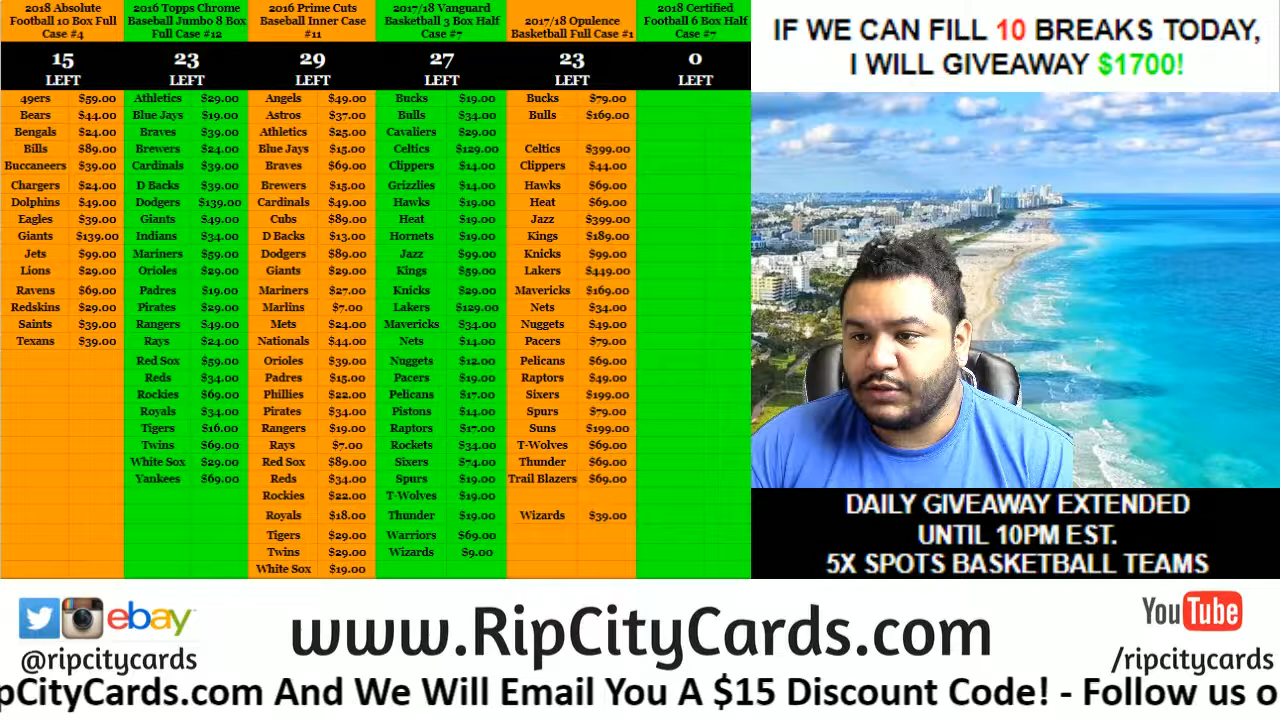 2018 Absolute
Football 10 Box Full
Case #4
15
LEFT
49ers $59.00
Bears $44.00
Bengals $24.00
Bills $89.00
Buccaneers $39.00
Chargers $24.00
Dolphins $49.00
Eagles $39.00
Giants $139.00
Jets $99.00
Lions $29.00
Ravens $69.00
Redskins $29.00
Saints $39.00
Texans $39.00
2016 Topps Chrome
Baseball Jumbo 8 Box
Full Case #12
23
LEFT
Athletics $29.00
Blue Jays $19.00
Braves $39.00
Brewers $24.00
Cardinals $39.00
D Backs $39.00
Dodgers $139.00
Giants $49.00
Indians $34.00
Mariners $59.00
Orioles $29.00
Padres $19.00
Pirates $29.00
Rangers $49.00
Rays $24.00
Red Sox $59.00
Reds $34.00
Rockies $69.00
Royals $34.00
Tigers $16.00
Twins $69.00
White Sox $29.00
Yankees $69.00
2016 Prime Cuts
Baseball Inner Case
#11
29
LEFT
Angels $49.00
Astros $37.00
Athletics $25.00
Blue Jays $15.00
Braves $69.00
Brewers $15.00
Cardinals $49.00
Cubs $89.00
D Backs $13.00
Dodgers $89.00
Giants $29.00
Mariners $27.00
Marlins $7.00
Mets $24.00
Nationals $44.00
Orioles $39.00
Padres $15.00
Phillies $22.00
Pirates $34.00
Rangers $19.00
Rays $7.00
Red Sox $89.00
Reds $34.00
Rockies $22.00
Royals $18.00
Tigers $29.00
Twins $29.00
White Sox $19.00
2017/18 Vanguard
Basketball 3 Box Half
Case #7
27
LEFT
Bucks $19.00
Bulls $34.00
Cavaliers $29.00
Celtics $129.00
Clippers $14.00
Grizzlies $14.00
Hawks $19.00
Heat $19.00
Hornets $19.00
Jazz $99.00
Kings $59.00
Knicks $29.00
Lakers $129.00
Mavericks $34.00
Nets $14.00
Nuggets $12.00
Pacers $19.00
Pelicans $17.00
Pistons $14.00
Raptors $17.00
Rockets $34.00
Sixers $74.00
Spurs $19.00
T-Wolves $19.00
Thunder $19.00
Warriors $69.00
Wizards $9.00
2017/18 Opulence
Basketball Full Case #1
23
LEFT
Bucks $79.00
Bulls $169.00
Celtics $399.00
Clippers $44.00
Hawks $69.00
Heat $69.00
Jazz $399.00
Kings $189.00
Knicks $99.00
Lakers $449.00
Mavericks $169.00
Nets $34.00
Nuggets $49.00
Pacers $79.00
Pelicans $69.00
Raptors $49.00
Sixers $199.00
Spurs $79.00
Suns $199.00
T-Wolves $69.00
Thunder $69.00
Trail Blazers $69.00
Wizards $39.00
2018 Certified
Football 6 Box Half
Case #7
0
LEFT
IF WE CAN FILL 10 BREAKS TODAY,
I WILL GIVEAWAY $1700!
DAILY GIVEAWAY EXTENDED
UNTIL 10PM EST.
5X SPOTS BASKETBALL TEAMS
ebay
@ripcitycards
www.RipCityCards.com
YouTube
/ripcitycards
pCityCards.com And We Will Email You A $15 Discount Code! - Follow us o